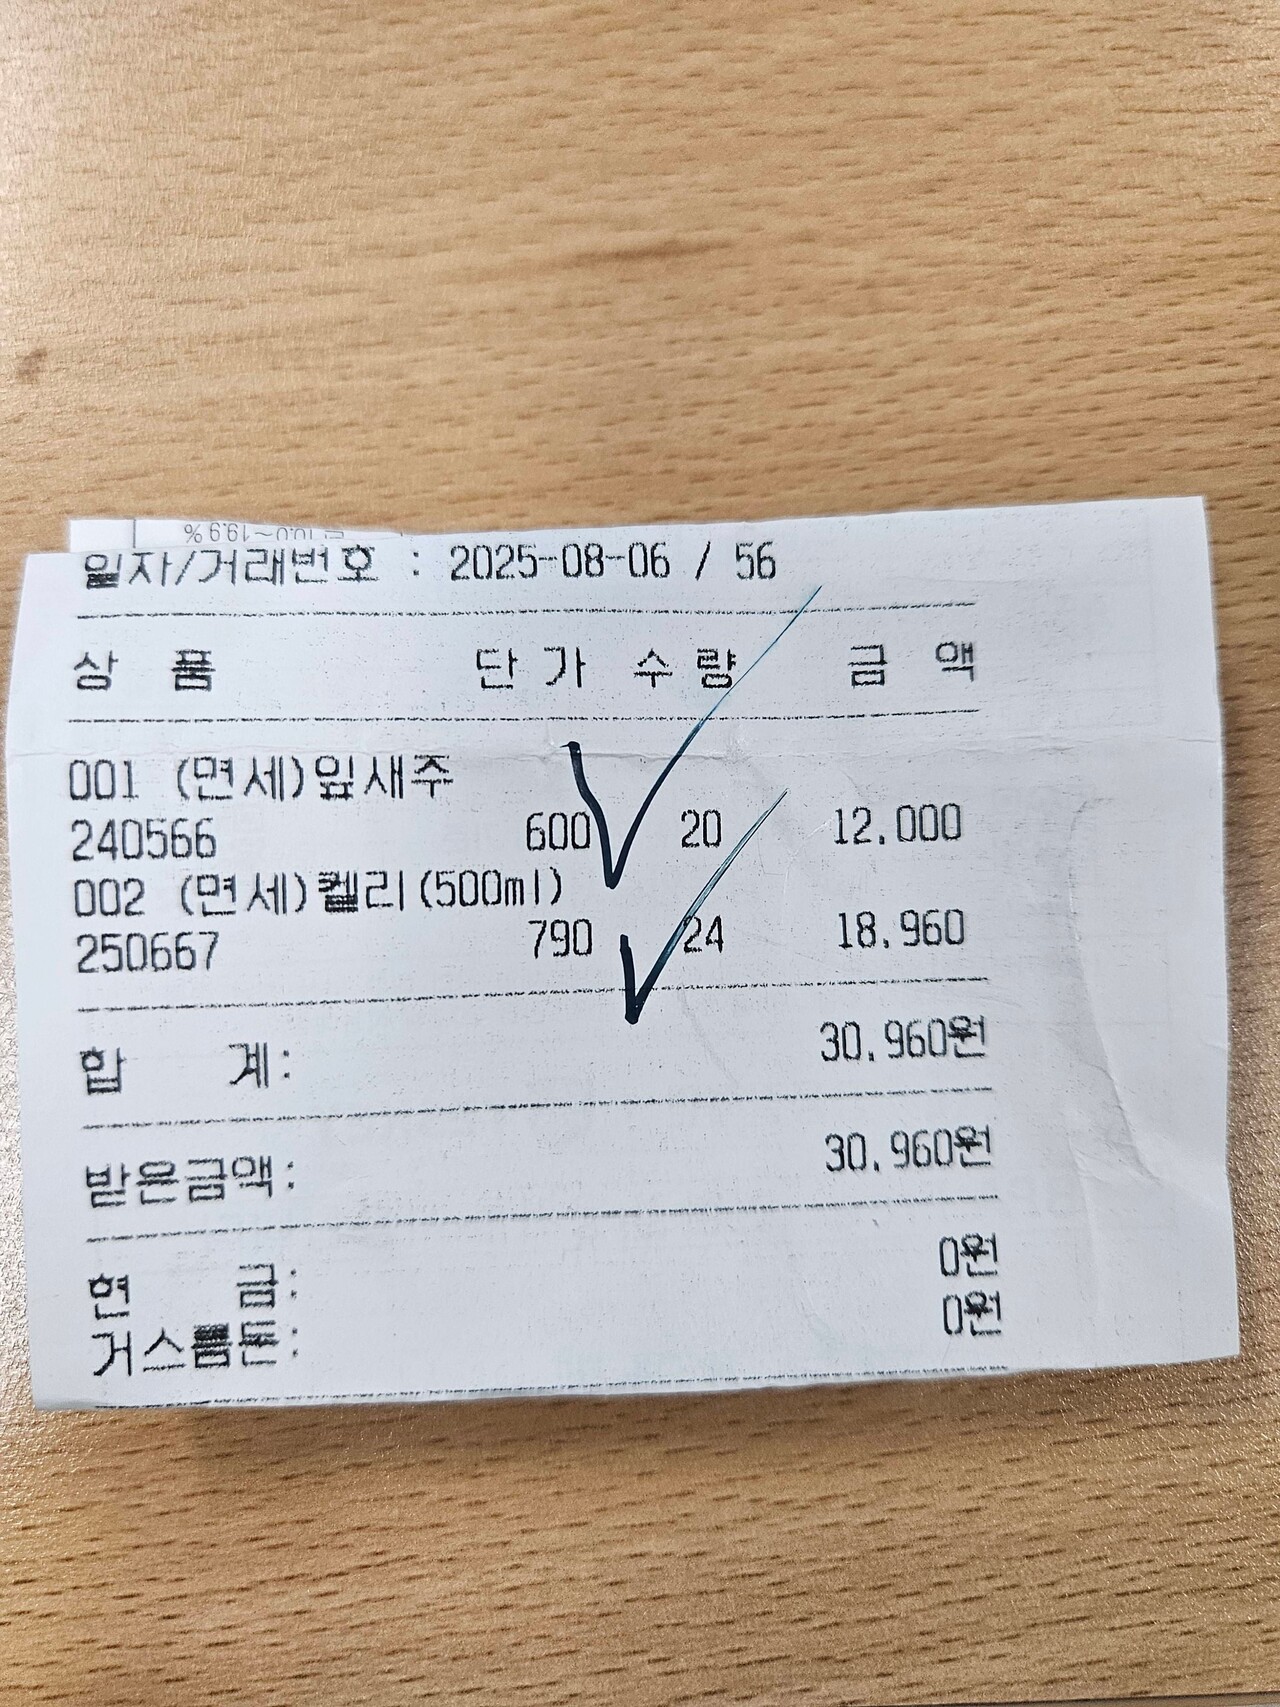 일자/거래번호 : 2025-08-06 / 56
상 품 단가 수량 금 액
001 (면세)잎새주
240566 600 20 12.000
002 (면세)켈리(500ml)
250667 790 24 18.960
합 계: 30.960원
받은금액: 30.960원
현 금: 0원
거스름돈: 0원